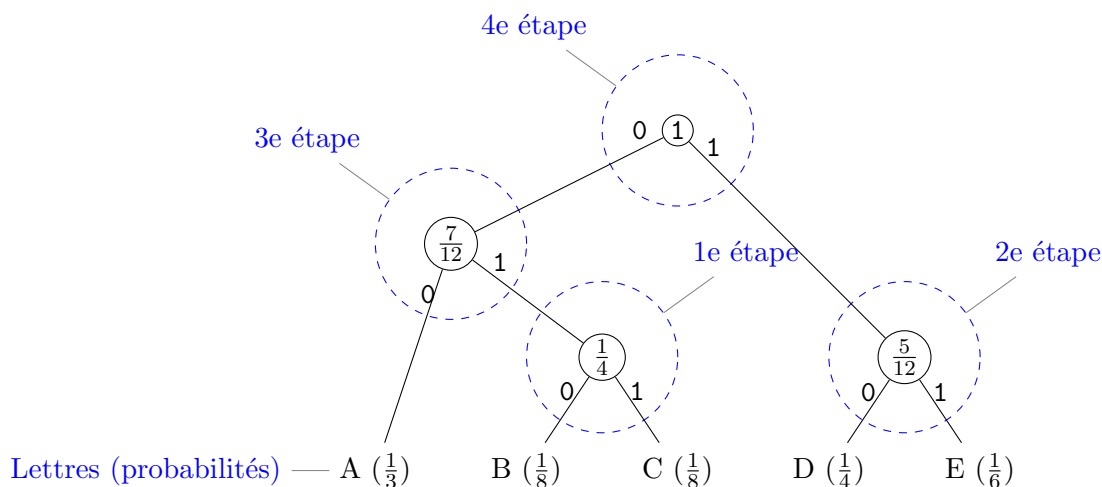 4e étape
0 1 1
3e étape
7/12 1 0
1e étape
2e étape
1/4 0 1
5/12 0 1
Lettres (probabilités) A (1/3) B (1/8) C (1/8) D (1/4) E (1/6)